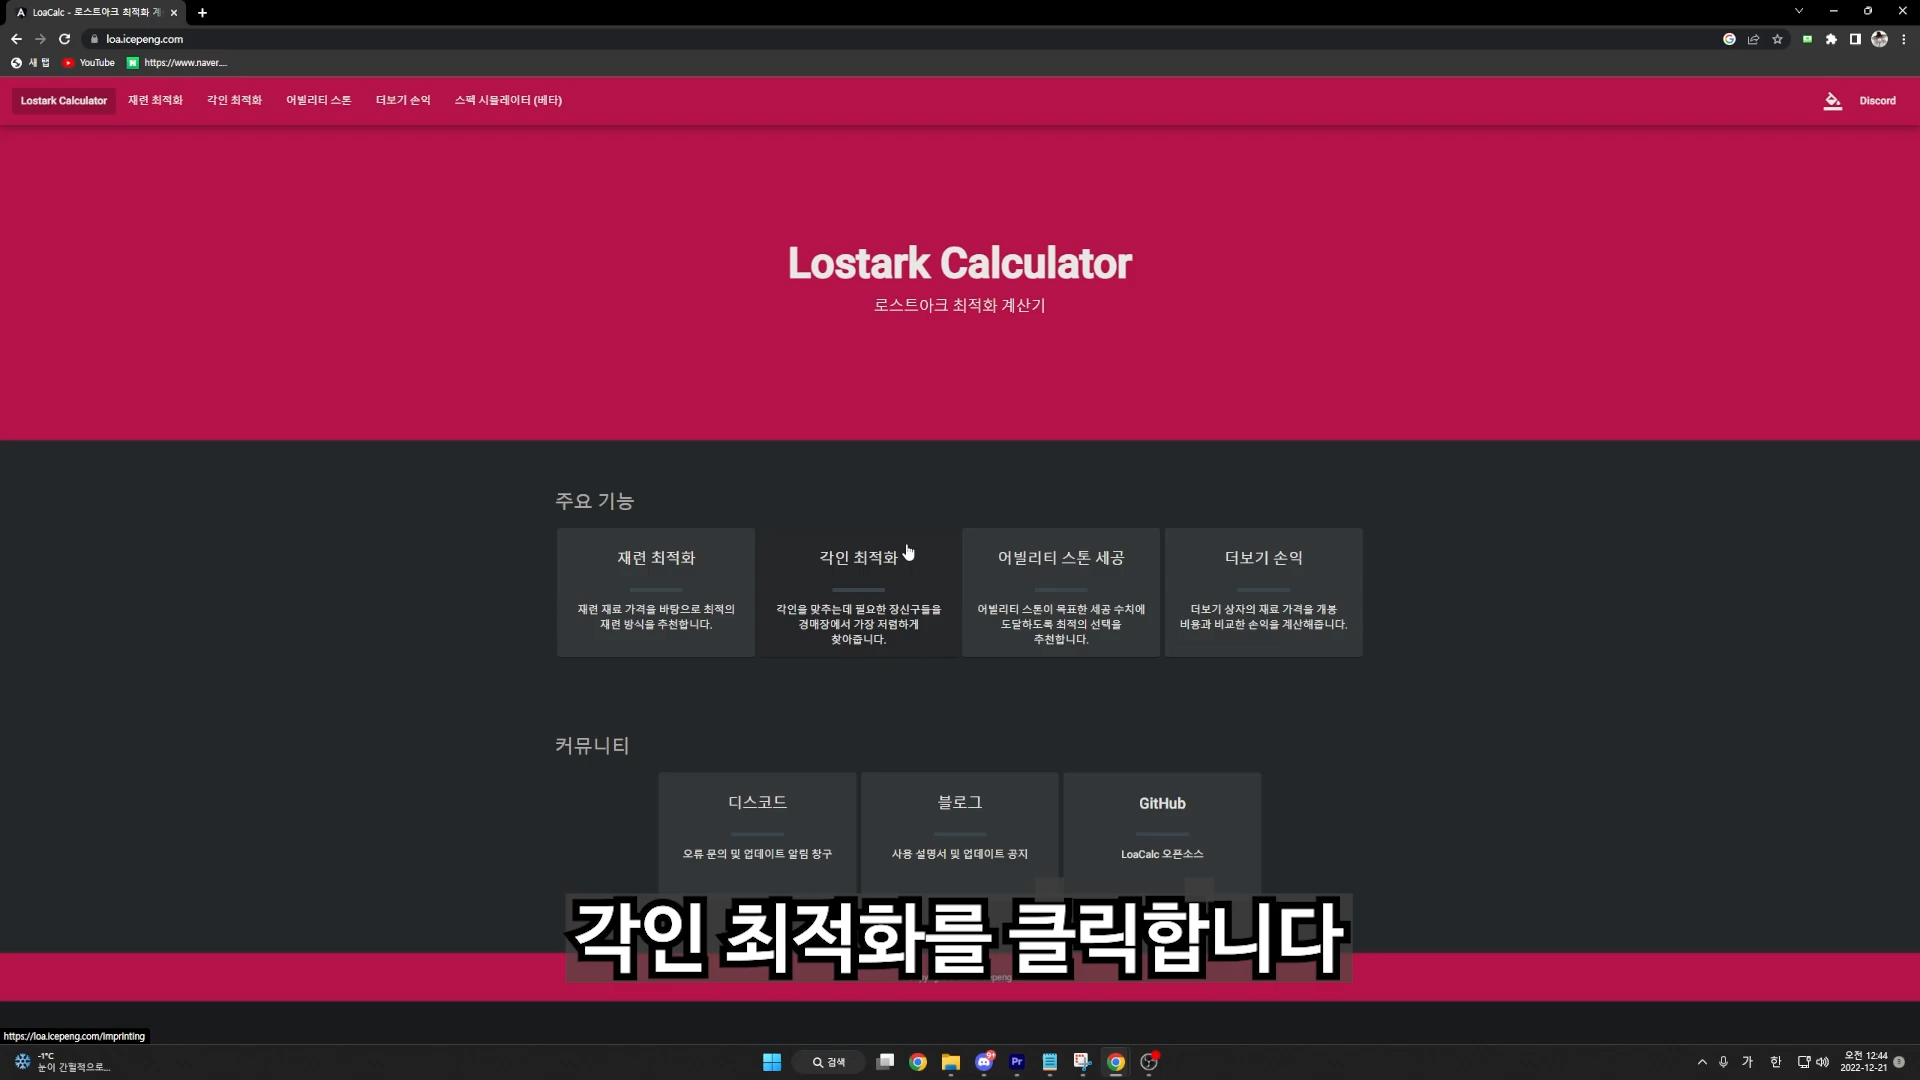 LoaCalc - 로스트아크 최적화 계
loa.icepeng.com
새 탭
YouTube
https://www.naver....
Lostark Calculator
재련 최적화
각인 최적화
어빌리티 스톤
더보기 손익
스펙 시뮬레이터 (베타)
Discord
Lostark Calculator
로스트아크 최적화 계산기
주요 기능
재련 최적화
재련 재료 가격을 바탕으로 최적의
재련 방식을 추천합니다.
각인 최적화
각인을 맞추는데 필요한 장신구들을
경매장에서 가장 저렴하게
찾아줍니다.
어빌리티 스톤 세공
어빌리티 스톤이 목표한 세공 수치에
도달하도록 최적의 선택을
추천합니다.
더보기 손익
더보기 상자의 재료 가격을 개봉
비용과 비교한 손익을 계산해줍니다.
커뮤니티
디스코드
오류 문의 및 업데이트 알림 창구
블로그
사용 설명서 및 업데이트 공지
GitHub
LoaCalc 오픈소스
각인 최적화를 클릭합니다
https://loa.icepeng.com/imprinting
-1°C
눈이 간헐적으로...
검색
9+
Pr
가
한
오전 12:44
2022-12-21
3